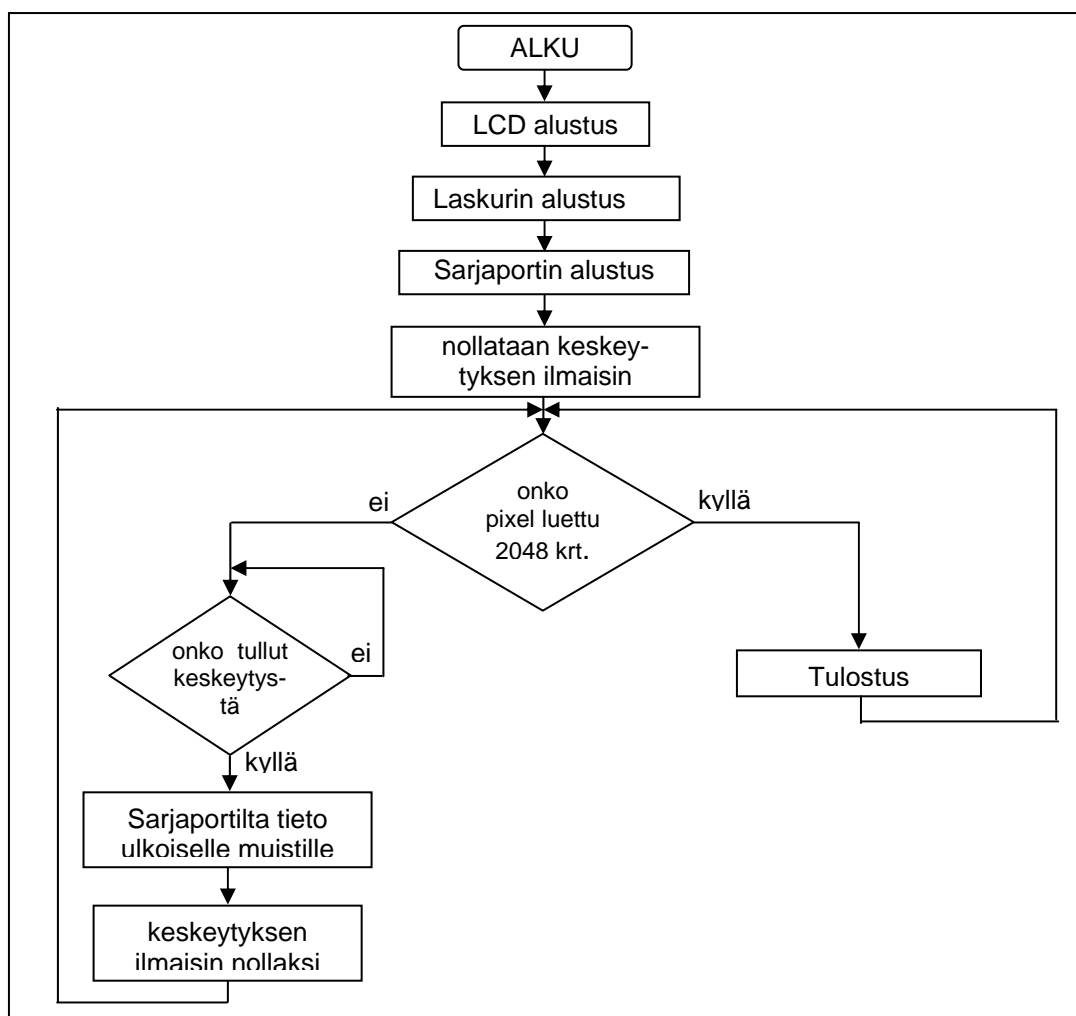 ALKU
LCD alustus
Laskurin alustus
Sarjaportin alustus
nollataan keskey-
tyksen ilmaisin
ei
onko
pixel luettu
2048 krt.
kyllä
onko tullut
keskeytys-
tä
ei
kyllä
Tulostus
Sarjaportilta tieto
ulkoiselle muistille
keskeytyksen
ilmaisin nollaksi